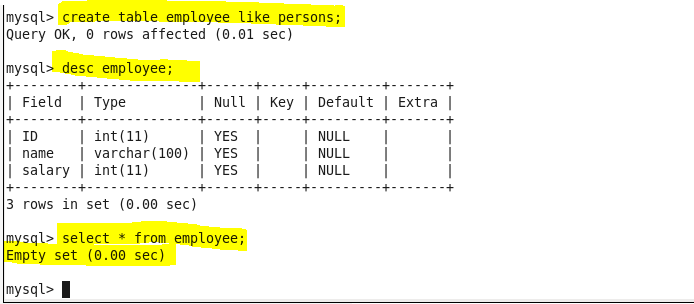 mysql> create table employee like persons;
Query OK, 0 rows affected (0.01 sec)
mysql> desc employee;
+--------+--------------+------+-----+---------+-------+
| Field  | Type         | Null | Key | Default | Extra |
+--------+--------------+------+-----+---------+-------+
| ID     | int(11)      | YES  |     | NULL    |       |
| name   | varchar(100) | YES  |     | NULL    |       |
| salary | int(11)      | YES  |     | NULL    |       |
+--------+--------------+------+-----+---------+-------+
3 rows in set (0.00 sec)
mysql> select * from employee;
Empty set (0.00 sec)
mysql>